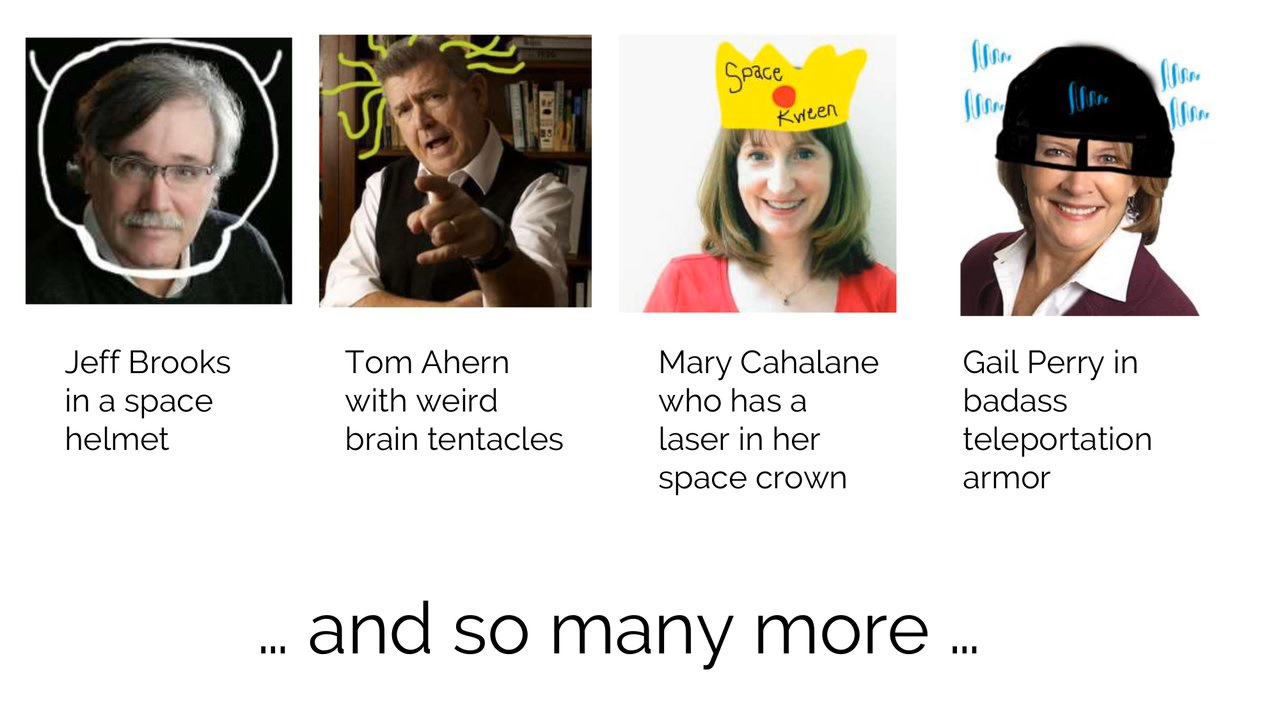 Space
Kween
Jeff Brooks
in a space
helmet
Tom Ahern
with weird
brain tentacles
Mary Cahalane
who has a
laser in her
space crown
Gail Perry in
badass
teleportation
armor
... and so many more ...